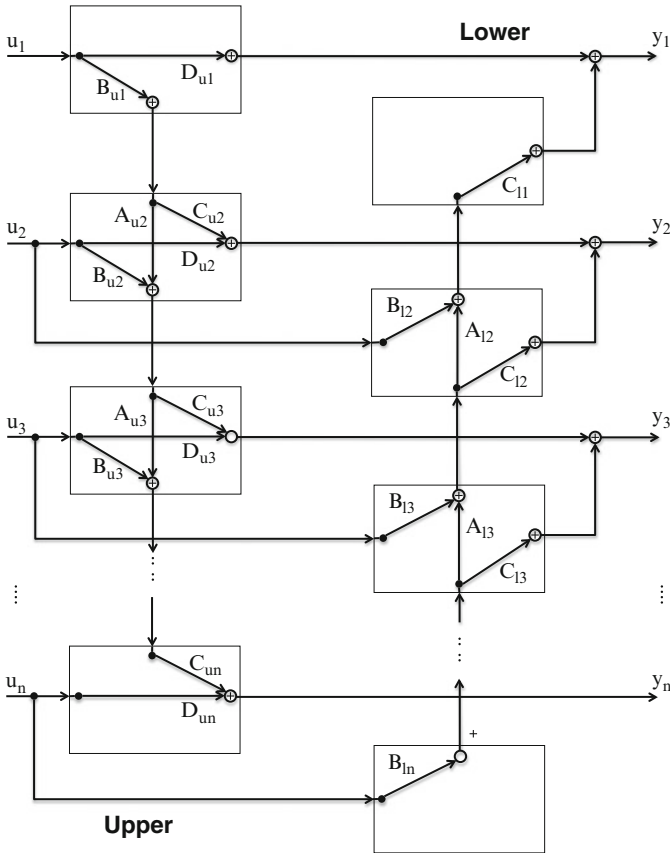 Lower
u1 Du1 y1
Bu1
Cl1
Au2 Cu2
u2 Du2 y2
Bu2
Bl2 Al2
Cl2
Au3 Cu3
u3 Du3 y3
Bu3
Bl3 Al3
Cl3
.... ....
Cun
un Dun yn
+
Bln
Upper